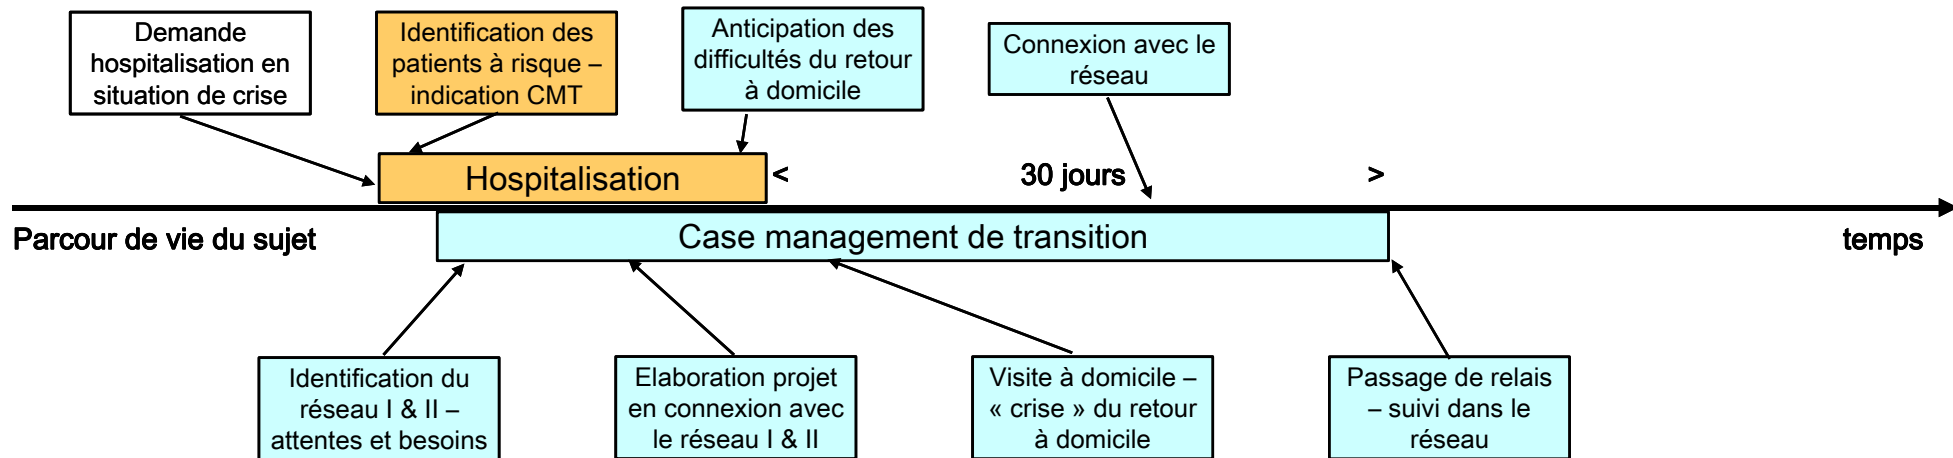 Demande
hospitalisation en
situation de crise
Identification des
patients à risque –
indication CMT
Anticipation des
difficultés du retour
à domicile
Connexion avec le
réseau
Hospitalisation
< 30 jours >
Parcour de vie du sujet
Case management de transition
temps
Identification du
réseau I & II –
attentes et besoins
Elaboration projet
en connexion avec
le réseau I & II
Visite à domicile –
« crise » du retour
à domicile
Passage de relais
– suivi dans le
réseau